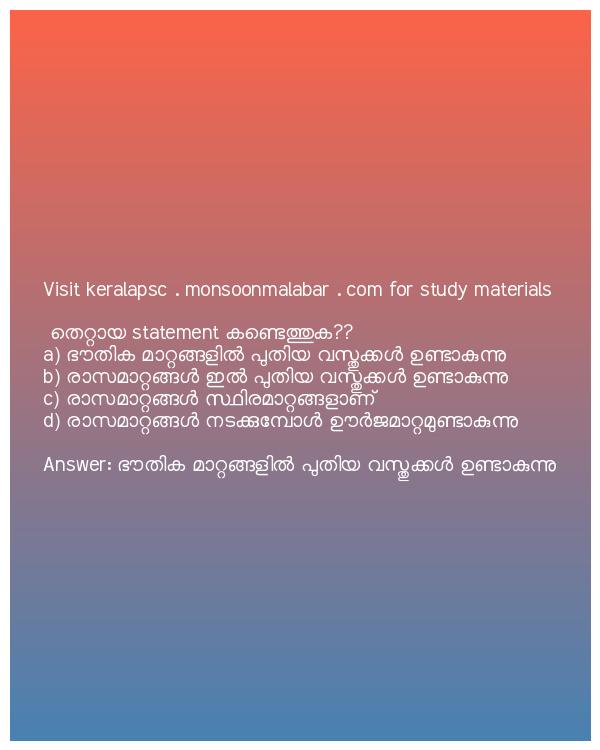 Visit keralapsc . monsoonmalabar . com for study materials
തെറ്റായ statement കണ്ടെത്തുക??
a) ഭൗതിക മാറ്റങ്ങളിൽ പുതിയ വസ്തുക്കൾ ഉണ്ടാകുന്നു
b) രാസമാറ്റങ്ങൾ ഇൽ പുതിയ വസ്തുക്കൾ ഉണ്ടാകുന്നു
c) രാസമാറ്റങ്ങൾ സ്ഥിരമാറ്റങ്ങളാണ്
d) രാസമാറ്റങ്ങൾ നടക്കുമ്പോൾ ഊർജമാറ്റമുണ്ടാകുന്നു
Answer: ഭൗതിക മാറ്റങ്ങളിൽ പുതിയ വസ്തുക്കൾ ഉണ്ടാകുന്നു